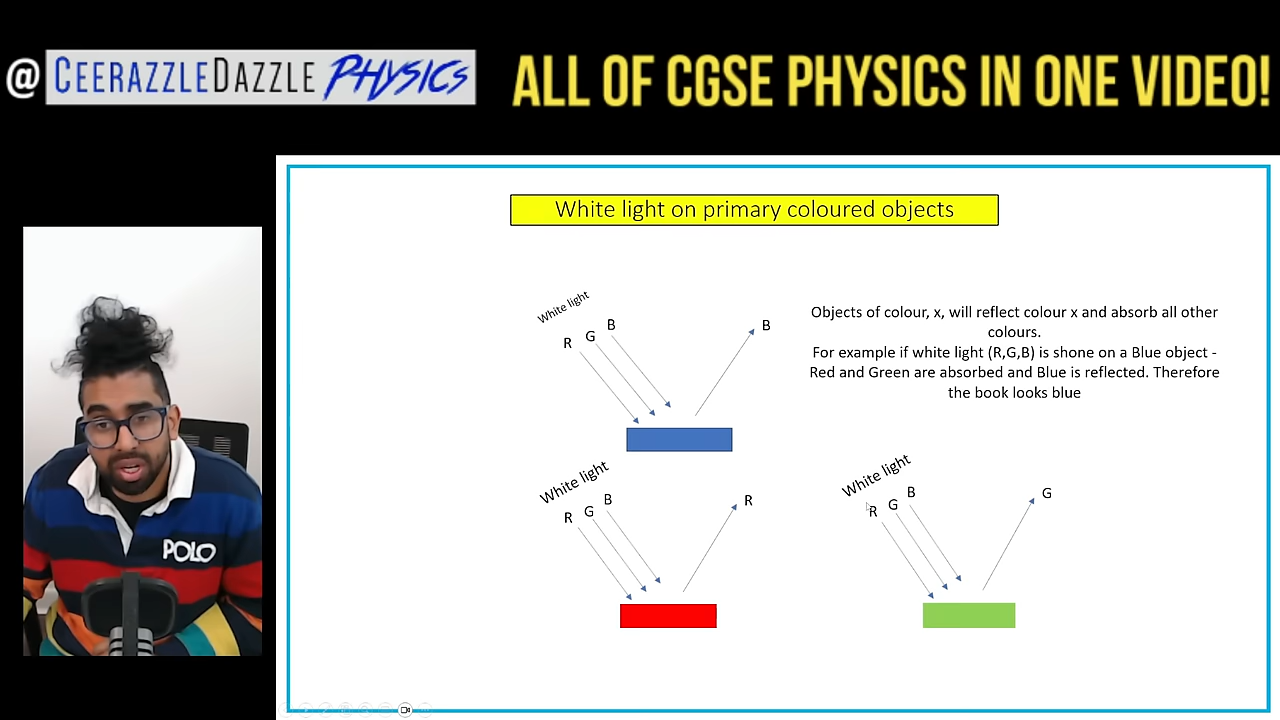 @ CEERAZZLEDAZZLE PHYSICS
ALL OF CGSE PHYSICS IN ONE VIDEO!
White light on primary coloured objects
White light
R G B
B
Objects of colour, x, will reflect colour x and absorb all other
colours.
For example if white light (R,G,B) is shone on a Blue object -
Red and Green are absorbed and Blue is reflected. Therefore
the book looks blue
White light
R G B
R
White light
R G B
G
POLO